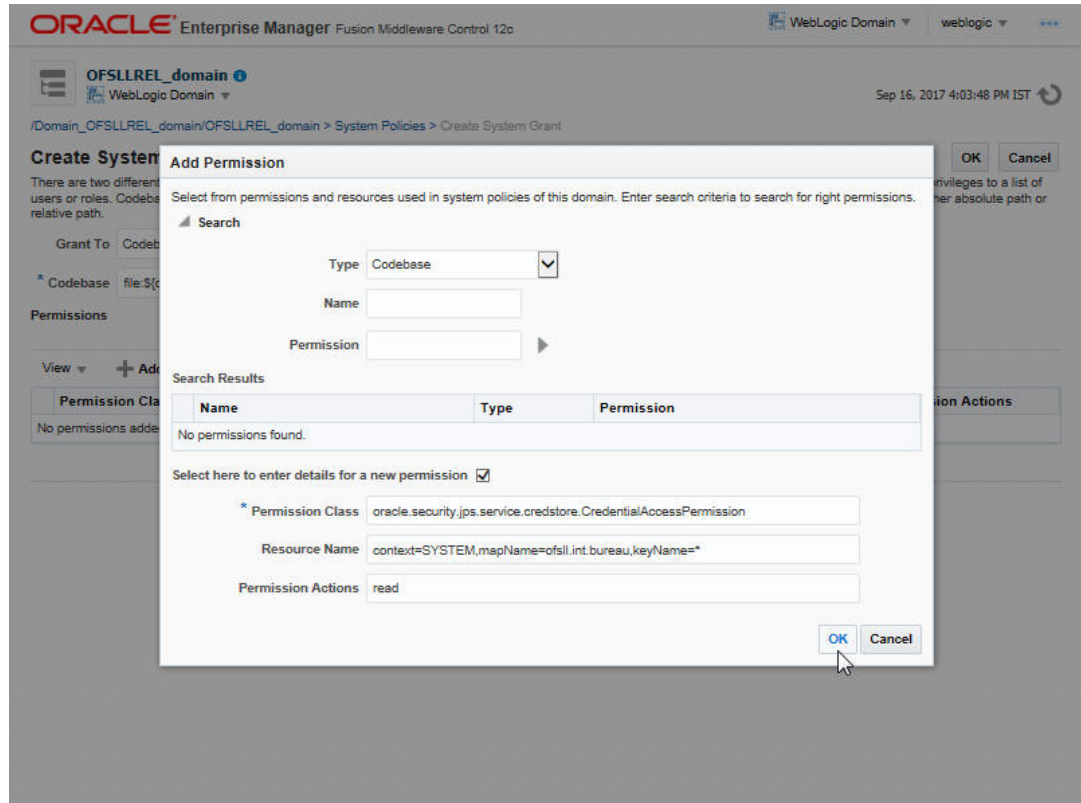 ORACLE Enterprise Manager Fusion Middleware Control 12c
WebLogic Domain
weblogic
OFSLLREL_domain
WebLogic Domain
Sep 16, 2017 4:03:48 PM IST
/Domain_OFSLLREL_domain/OFSLLREL_domain > System Policies > Create System Grant
Create System
OK Cancel
There are two different
rivileges to a list of
users or roles. Codeba
her absolute path or
relative path.
Grant To Codeb
* Codebase file:${
Permissions
View Add
Permission Cla
ion Actions
No permissions adde
Add Permission
Select from permissions and resources used in system policies of this domain. Enter search criteria to search for right permissions.
Search
Type Codebase
Name
Permission
Search Results
Name Type Permission
No permissions found.
Select here to enter details for a new permission
* Permission Class oracle.security.jps.service.credstore.CredentialAccessPermission
Resource Name context=SYSTEM,mapName=ofsll.int.bureau,keyName=*
Permission Actions read
OK Cancel